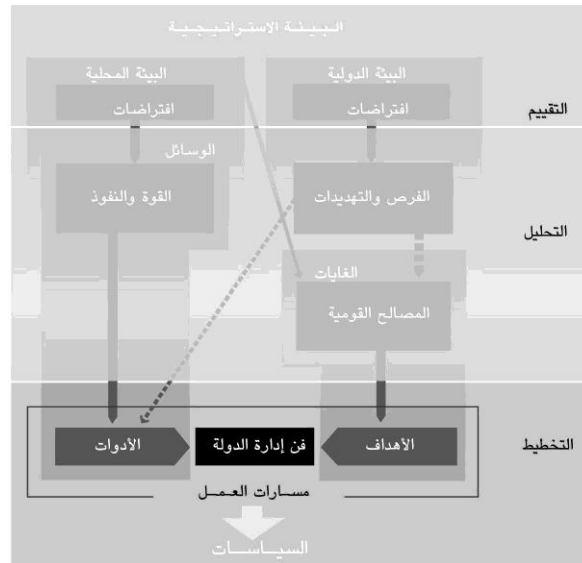 البيئة الاستراتيجية
البيئة الدولية
البيئة المحلية
افتراضات
افتراضات
التقييم
الوسائل
الفرص والتهديدات
القوة والنفوذ
التحليل
الغايات
المصالح القومية
الأهداف
فن إدارة الدولة
الأدوات
التخطيط
مسارات العمل
السياسات